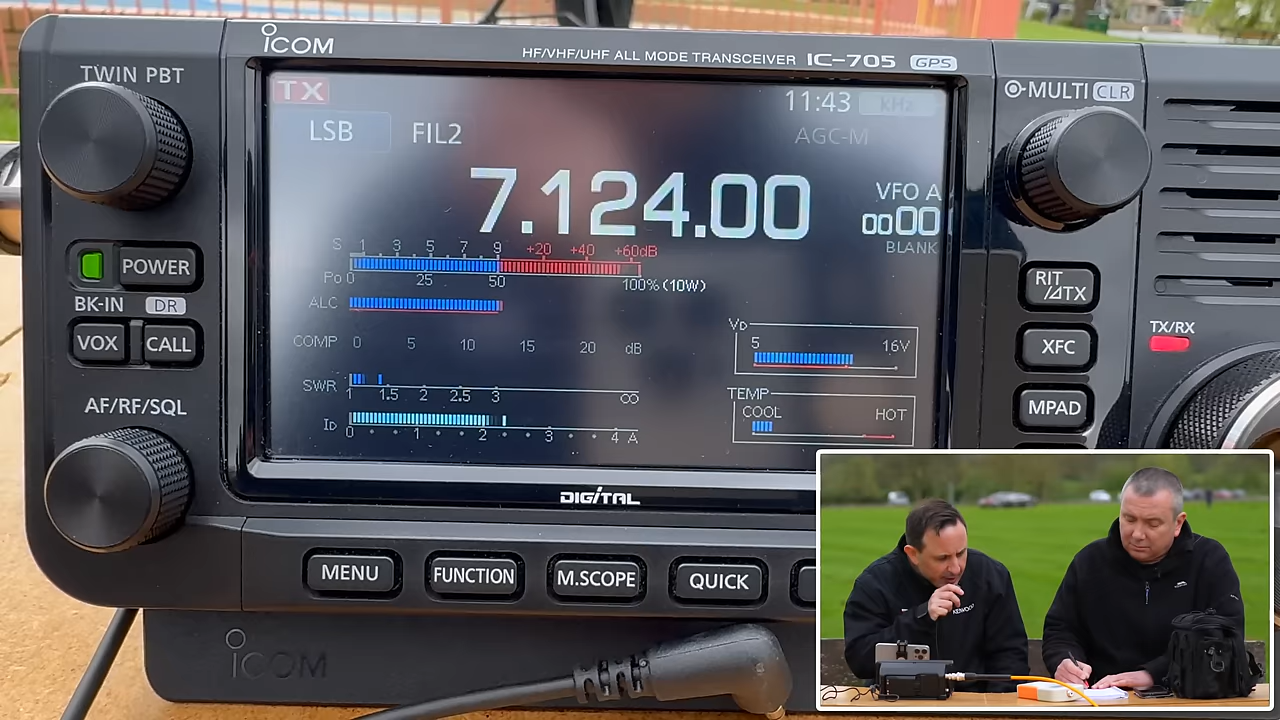 ICOM
HF/VHF/UHF ALL MODE TRANSCEIVER IC-705 GPS
TWIN PBT
MULTI CLR
TX
11:43 kHz
LSB FIL2 AGC-M
7.124.00
VFO A
0000
BLANK
S 1 3 5 7 9 +20 +40 +60dB
Po 0 25 50 100% (10W)
ALC
COMP 0 5 10 15 20 dB
SWR 1 1.5 2 2.5 3 ∞
ID 0 1 2 3 4 A
VD
5 16V
TEMP
COOL HOT
POWER
BK-IN DR
VOX CALL
AF/RF/SQL
RIT
/⊿TX
XFC
MPAD
TX/RX
DIGITAL
MENU FUNCTION M.SCOPE QUICK
ICOM
KENWOOD